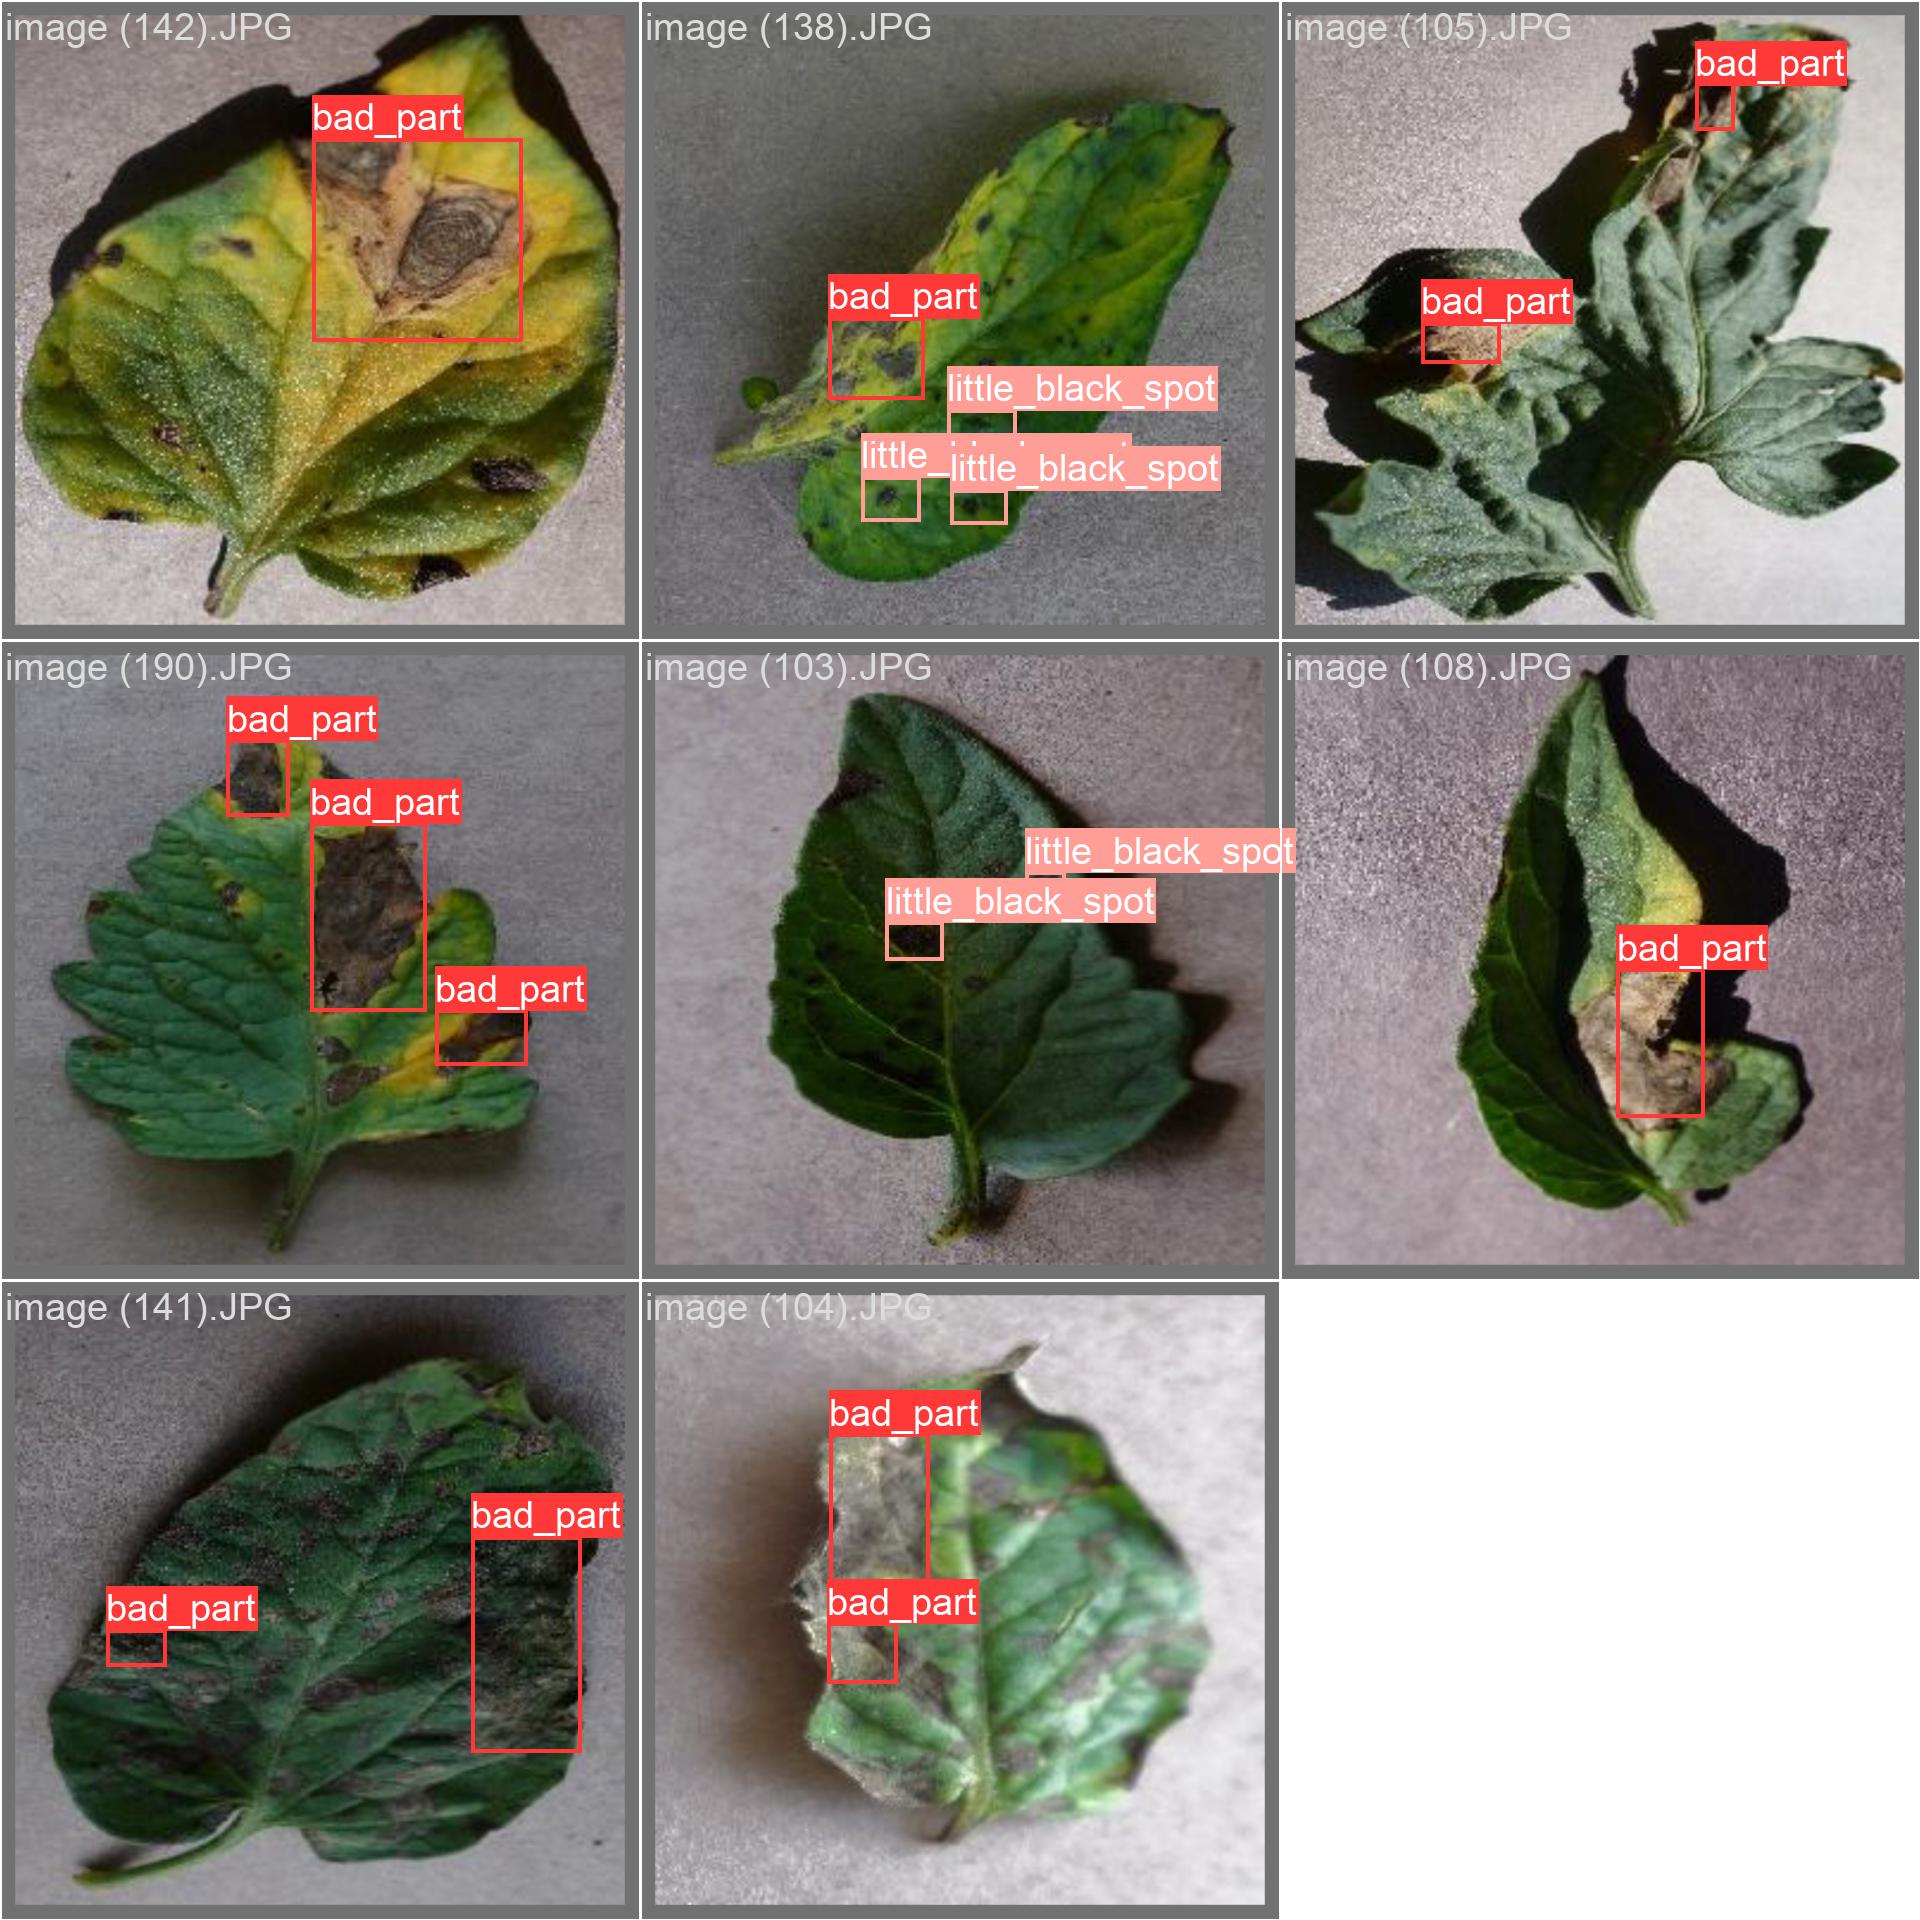 image (142).JPG
bad_part
image (138).JPG
bad_part
little_black_spot
little_
little_black_spot
image (105).JPG
bad_part
bad_part
image (190).JPG
bad_part
bad_part
bad_part
image (103).JPG
little_black_spot
little_black_spot
image (108).JPG
bad_part
image (141).JPG
bad_part
bad_part
image (104).JPG
bad_part
bad_part